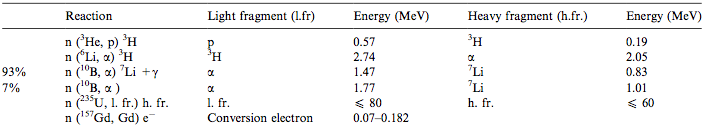 Reaction Light fragment (l.fr) Energy (MeV) Heavy fragment (h.fr.) Energy (MeV)
n (³He, p) ³H p 0.57 ³H 0.19
n (⁶Li, α) ³H ³H 2.74 α 2.05
93% n (¹⁰B, α) ⁷Li + γ α 1.47 ⁷Li 0.83
7% n (¹⁰B, α ) α 1.77 ⁷Li 1.01
n (²³⁵U, l. fr.) h. fr. l. fr. ⩽ 80 h. fr. ⩽ 60
n (¹⁵⁷Gd, Gd) e⁻ Conversion electron 0.07–0.182